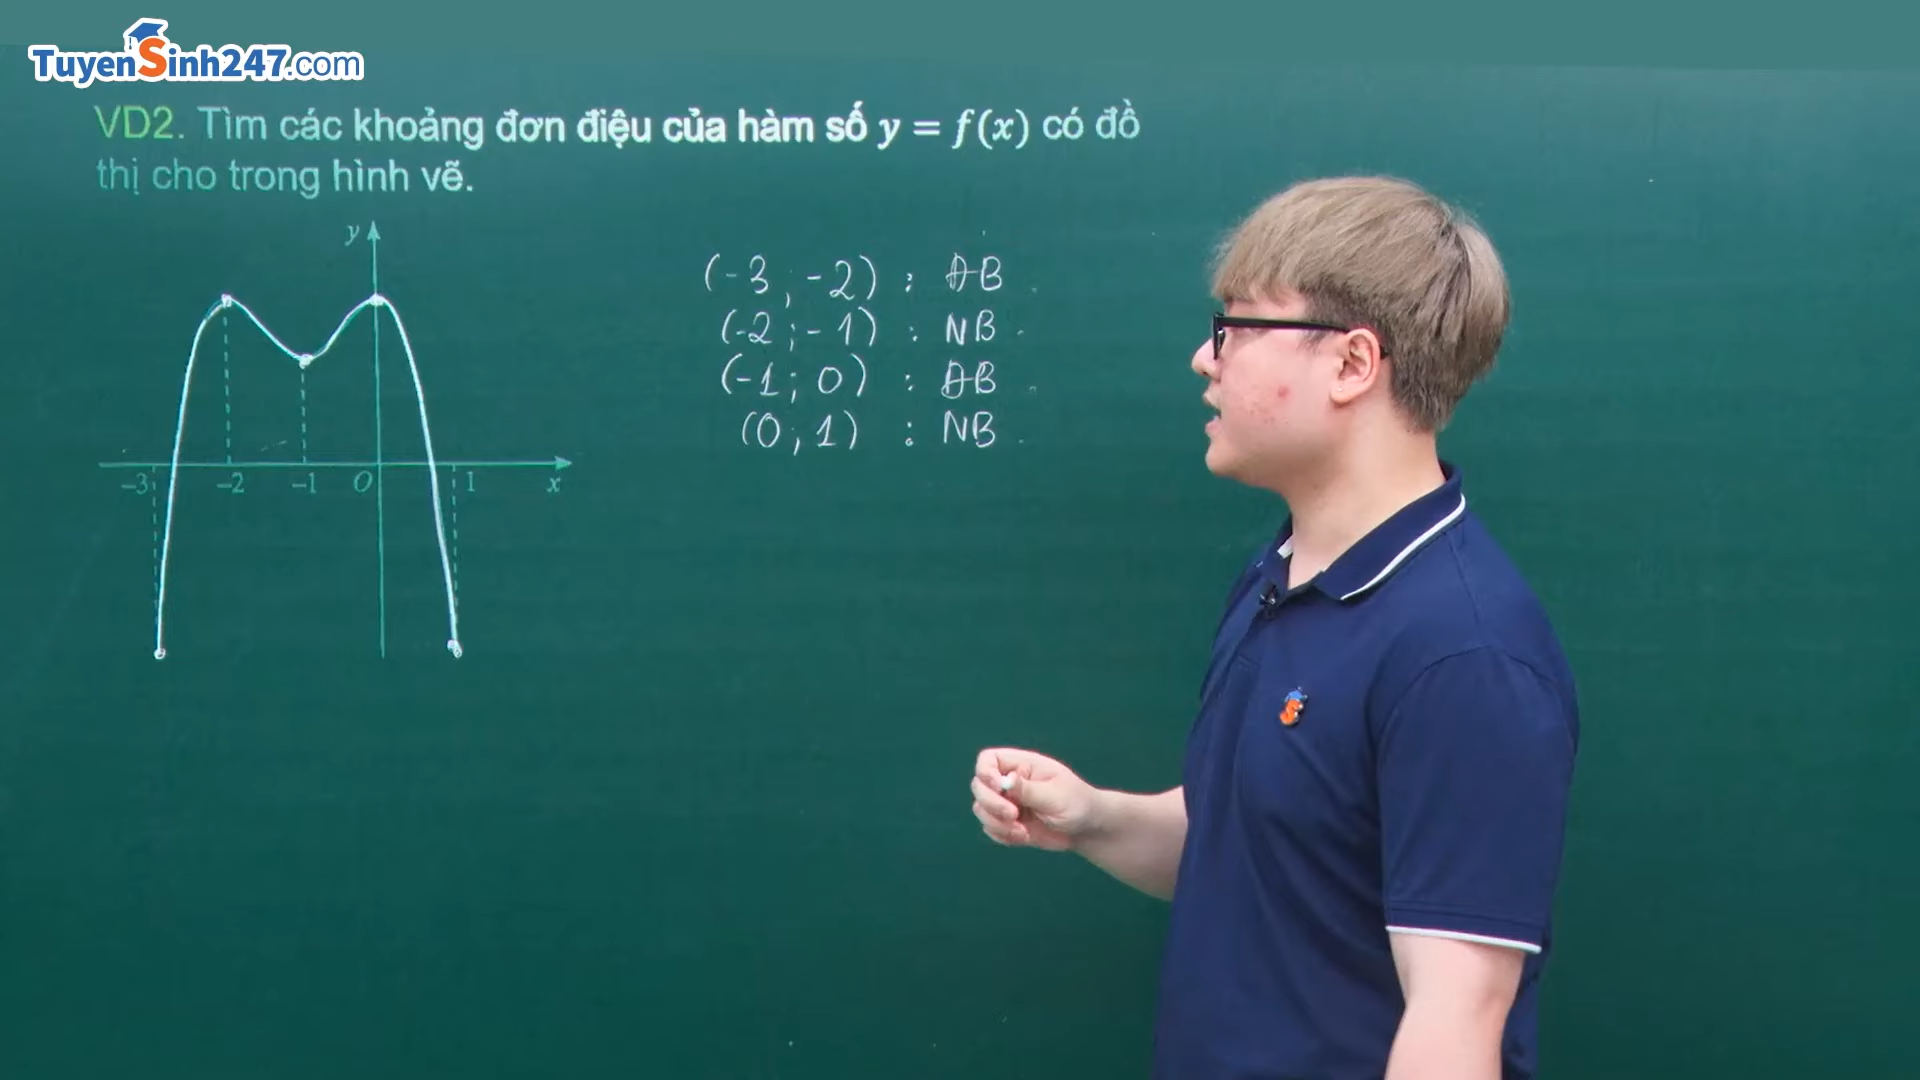 TuyenSinh247.com
VD2. Tìm các khoảng đơn điệu của hàm số y = f(x) có đồ
thị cho trong hình vẽ.
y
-3 -2 -1 O 1 x
(-3 ; -2) : ĐB
(-2 ; -1) : NB
(-1 ; 0) : ĐB
(0 ; 1) : NB
S